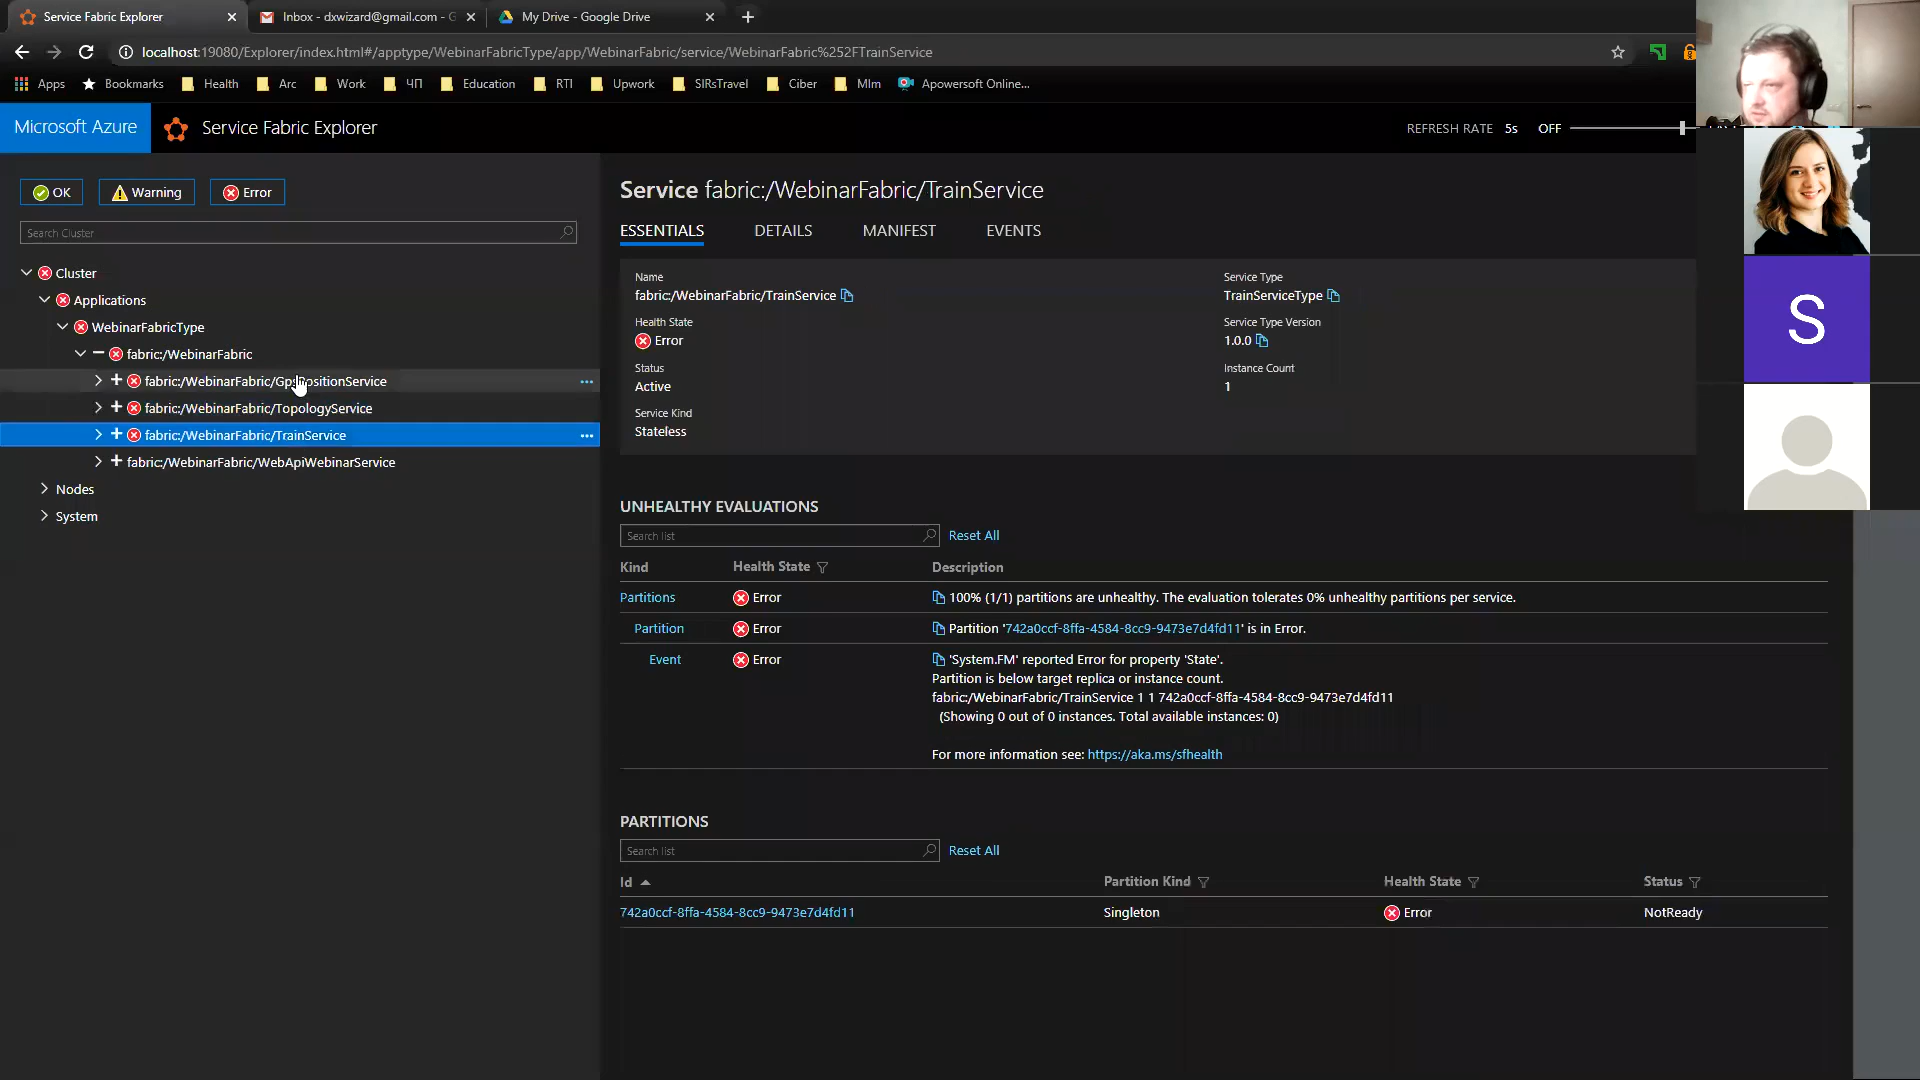 Service Fabric Explorer
Inbox - dxwizard@gmail.com - G
My Drive - Google Drive
localhost:19080/Explorer/index.html#/apptype/WebinarFabricType/app/WebinarFabric/service/WebinarFabric%252FTrainService
Apps
Bookmarks
Health
Arc
Work
ЧП
Education
RTI
Upwork
SIRsTravel
Ciber
Mlm
Apowersoft Online...
Microsoft Azure
Service Fabric Explorer
REFRESH RATE 5s OFF
OK
Warning
Error
Search Cluster
Cluster
Applications
WebinarFabricType
fabric:/WebinarFabric
fabric:/WebinarFabric/GpsPositionService
fabric:/WebinarFabric/TopologyService
fabric:/WebinarFabric/TrainService
fabric:/WebinarFabric/WebApiWebinarService
Nodes
System
Service fabric:/WebinarFabric/TrainService
ESSENTIALS
DETAILS
MANIFEST
EVENTS
Name
fabric:/WebinarFabric/TrainService
Health State
Error
Status
Active
Service Kind
Stateless
Service Type
TrainServiceType
Service Type Version
1.0.0
Instance Count
1
UNHEALTHY EVALUATIONS
Search list
Reset All
Kind Health State Description
Partitions Error 100% (1/1) partitions are unhealthy. The evaluation tolerates 0% unhealthy partitions per service.
Partition Error Partition '742a0ccf-8ffa-4584-8cc9-9473e7d4fd11' is in Error.
Event Error 'System.FM' reported Error for property 'State'.
Partition is below target replica or instance count.
fabric:/WebinarFabric/TrainService 1 1 742a0ccf-8ffa-4584-8cc9-9473e7d4fd11
(Showing 0 out of 0 instances. Total available instances: 0)
For more information see: https://aka.ms/sfhealth
PARTITIONS
Search list
Reset All
Id Partition Kind Health State Status
742a0ccf-8ffa-4584-8cc9-9473e7d4fd11 Singleton Error NotReady
S